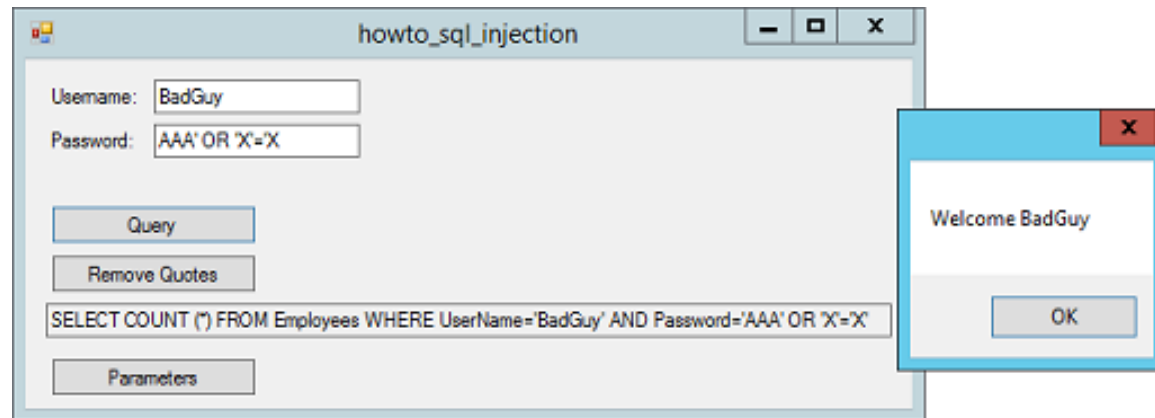 howto_sql_injection
Username: BadGuy
Password: AAA' OR 'X'='X
Query
Remove Quotes
SELECT COUNT (*) FROM Employees WHERE UserName='BadGuy' AND Password='AAA' OR 'X'='X'
Parameters
Welcome BadGuy
OK